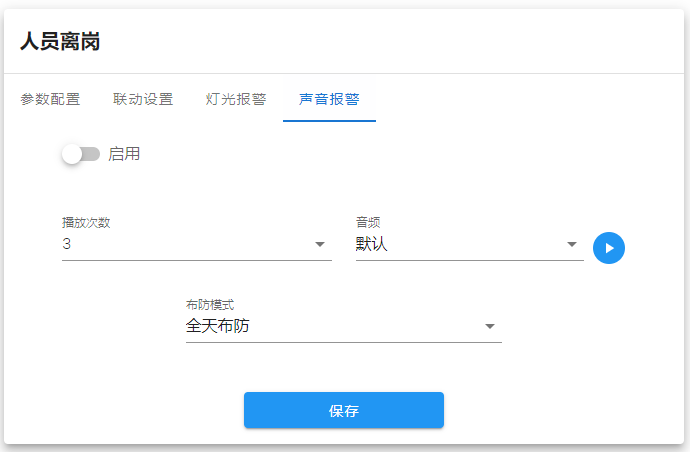 人员离岗
参数配置 联动设置 灯光报警 声音报警
启用
播放次数 音频
3 默认
布防模式
全天布防
保存